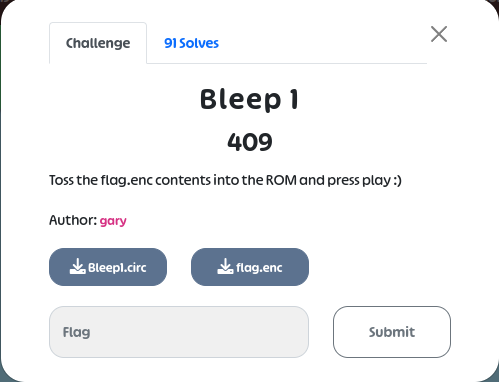 Challenge
91 Solves
Bleep 1
409
Toss the flag.enc contents into the ROM and press play :)
Author: gary
Bleep1.circ
flag.enc
Flag
Submit